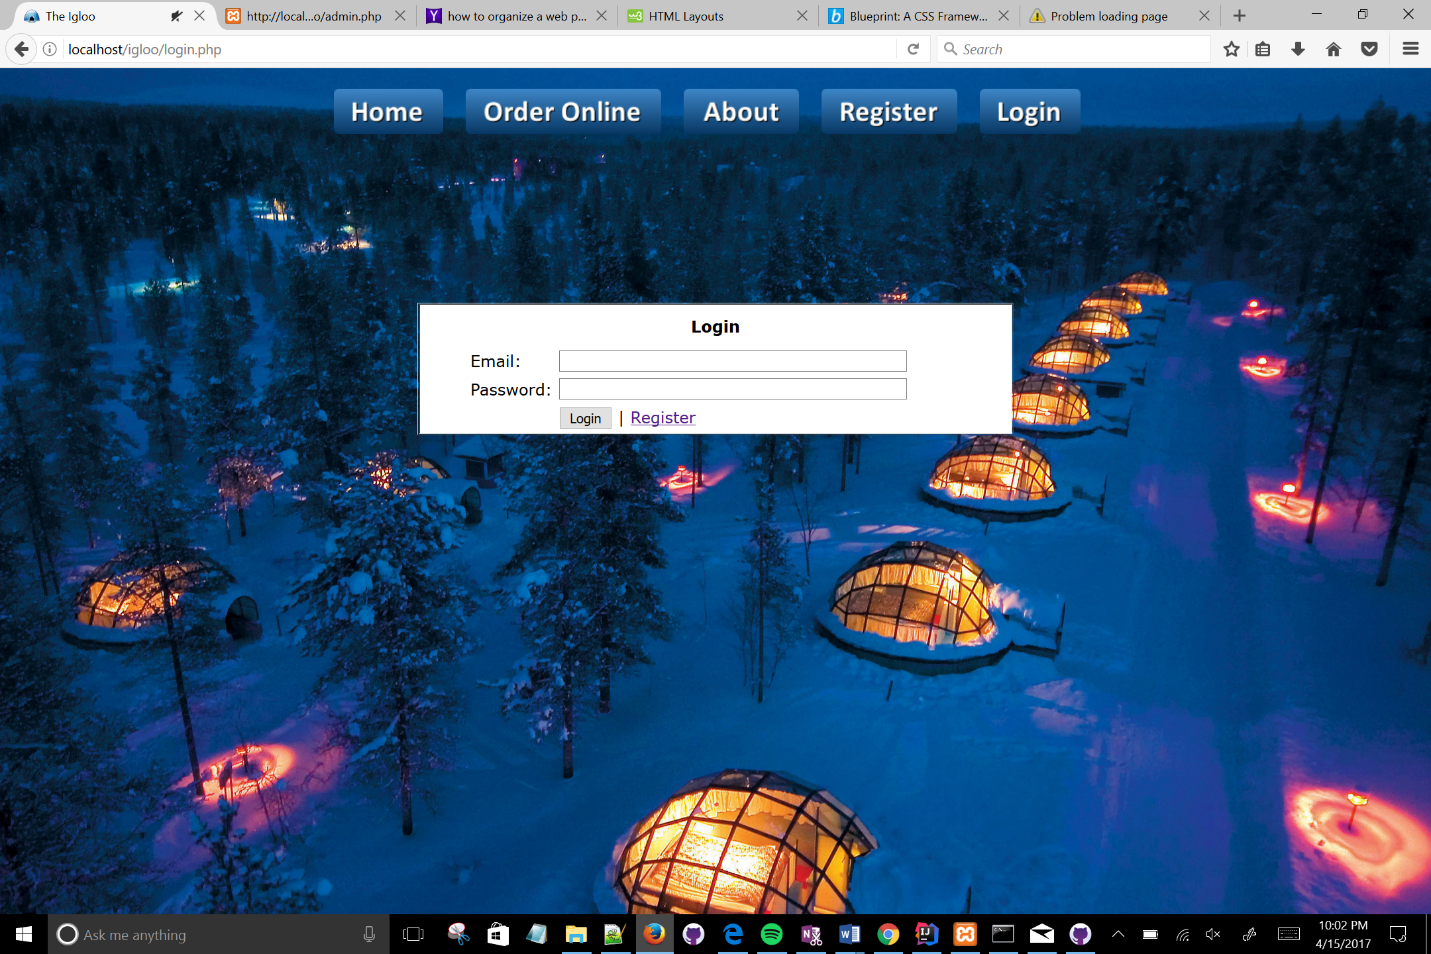 The Igloo
http://local...o/admin.php
how to organize a web p...
HTML Layouts
Blueprint: A CSS Framew...
Problem loading page
localhost/igloo/login.php
Search
Home
Order Online
About
Register
Login
Login
Email:
Password:
Login | Register
Ask me anything
10:02 PM
4/15/2017